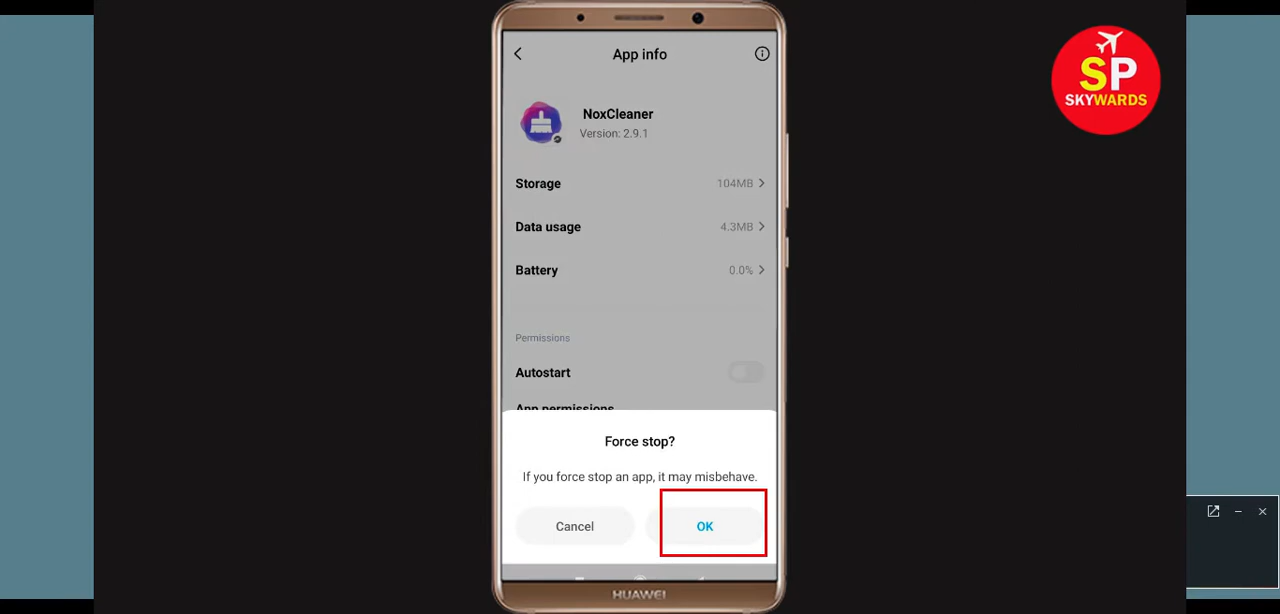 App info
SP
SKYWARDS
NoxCleaner
Version: 2.9.1
Storage 104MB
Data usage 4.3MB
Battery 0.0%
Permissions
Autostart
App permissions
Force stop?
If you force stop an app, it may misbehave.
Cancel OK
HUAWEI